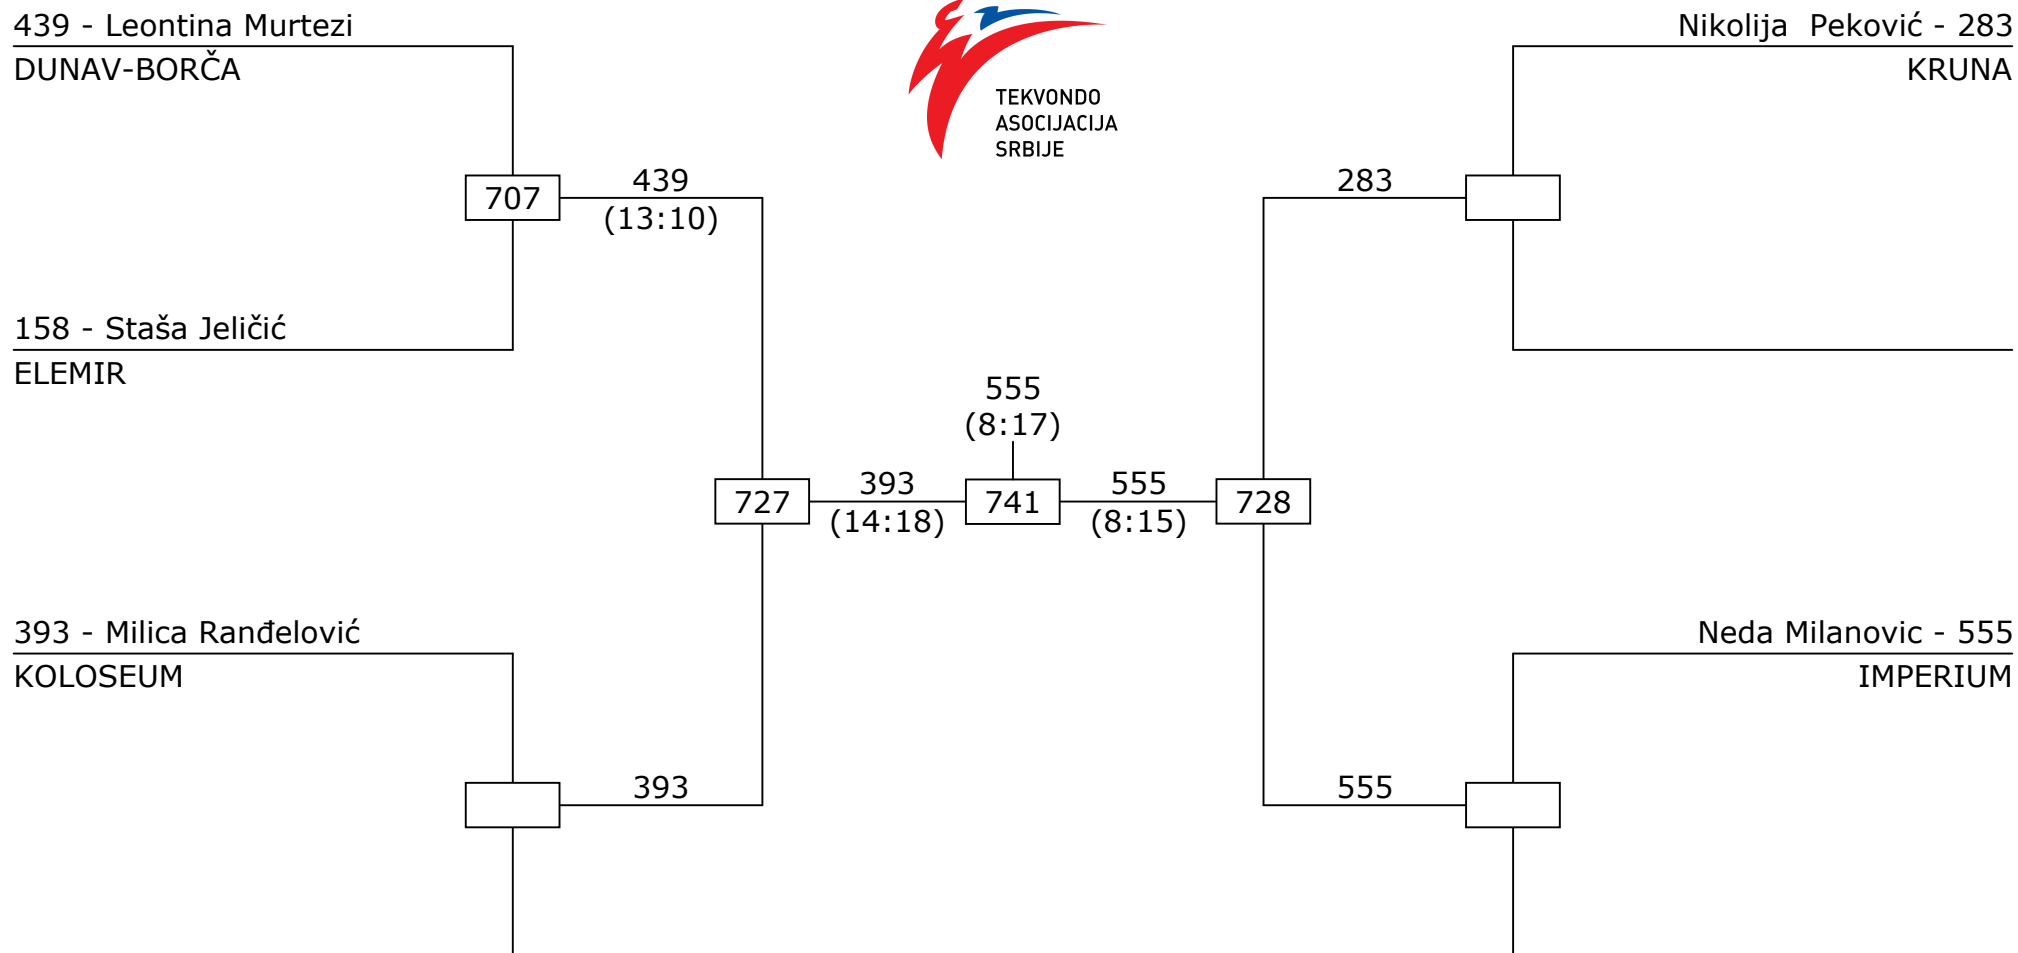 439 - Leontina Murtezi
DUNAV-BORČA
TEKVONDO
ASOCIJACIJA
SRBIJE
Nikolija  Peković - 283
KRUNA
707
439
(13:10)
283
158 - Staša Jeličić
ELEMIR
555
(8:17)
727
393
(14:18)
741
555
(8:15)
728
393 - Milica Ranđelović
KOLOSEUM
Neda Milanovic - 555
IMPERIUM
393
555